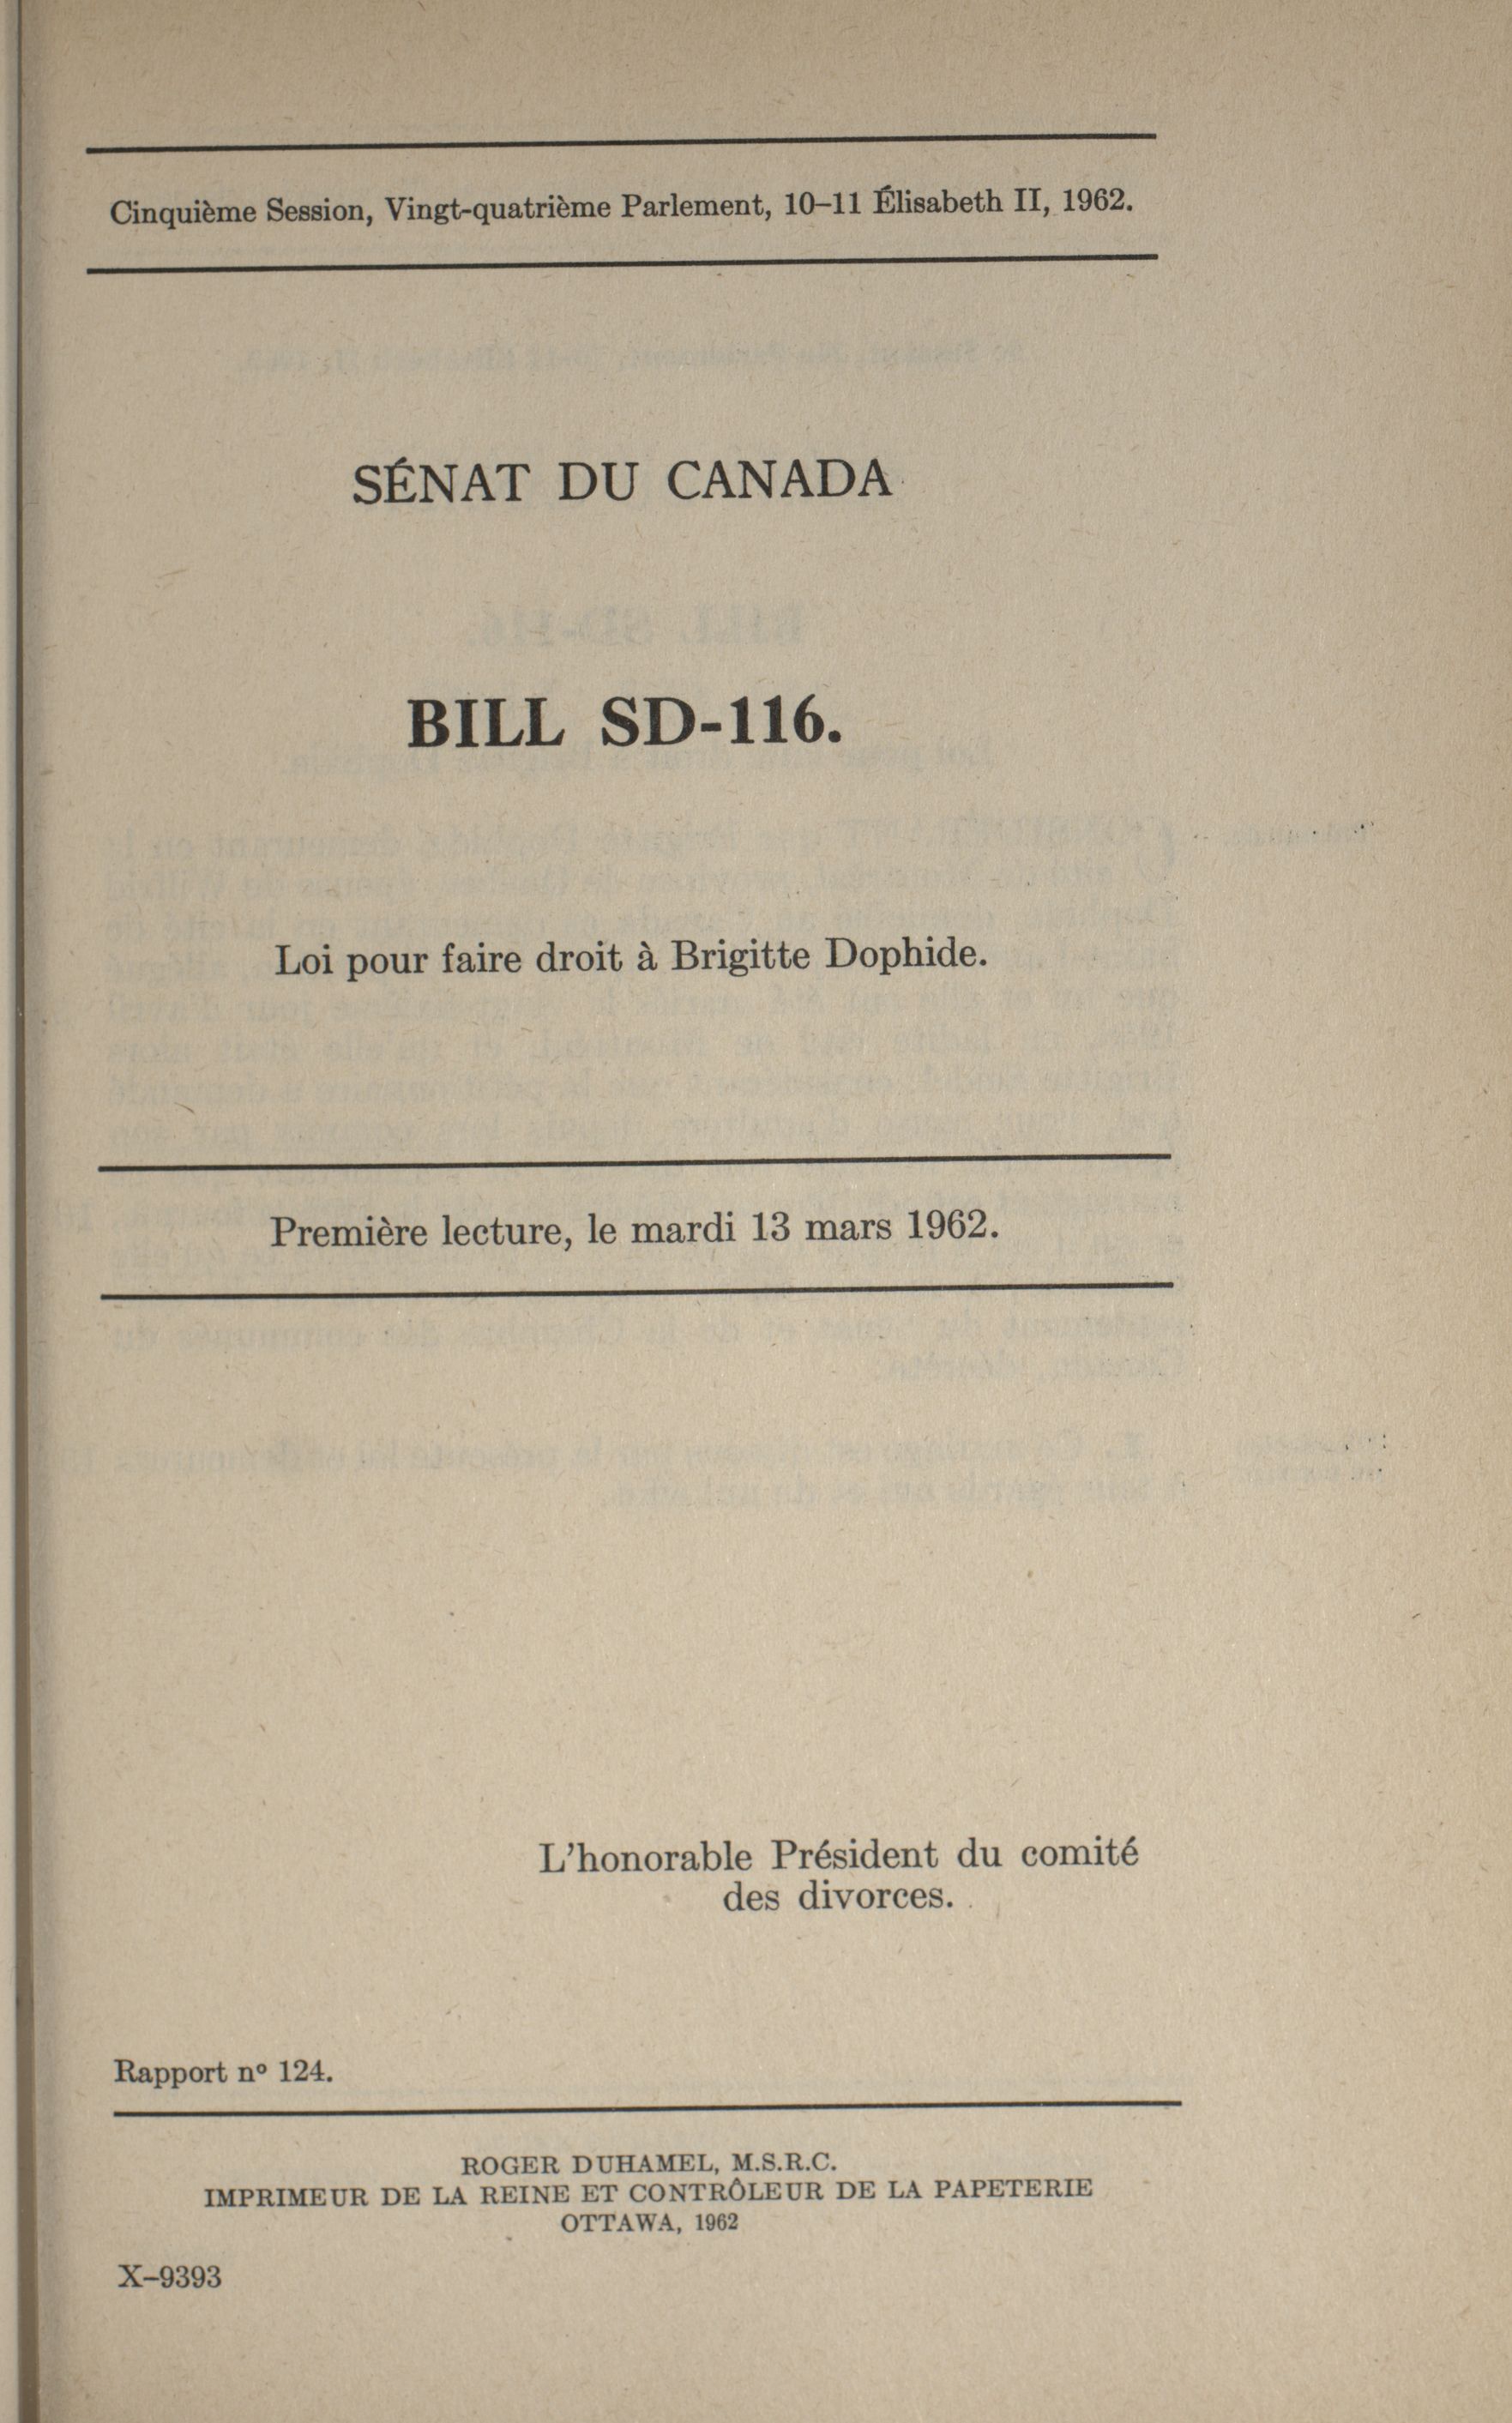 Cinquième Session, Vingt-quatrième Parlement, 10–11 Élisabeth II, 1962.
SÉNAT DU CANADA
BILL SD-116.
Loi pour faire droit à Brigitte Dophide.
Première lecture, le mardi 13 mars 1962.
L'honorable Président du comité
des divorces.
Rapport nº 124.
ROGER DUHAMEL, M.S.R.C.
IMPRIMEUR DE LA REINE ET CONTRÔLEUR DE LA PAPETERIE
OTTAWA, 1962
X–9393